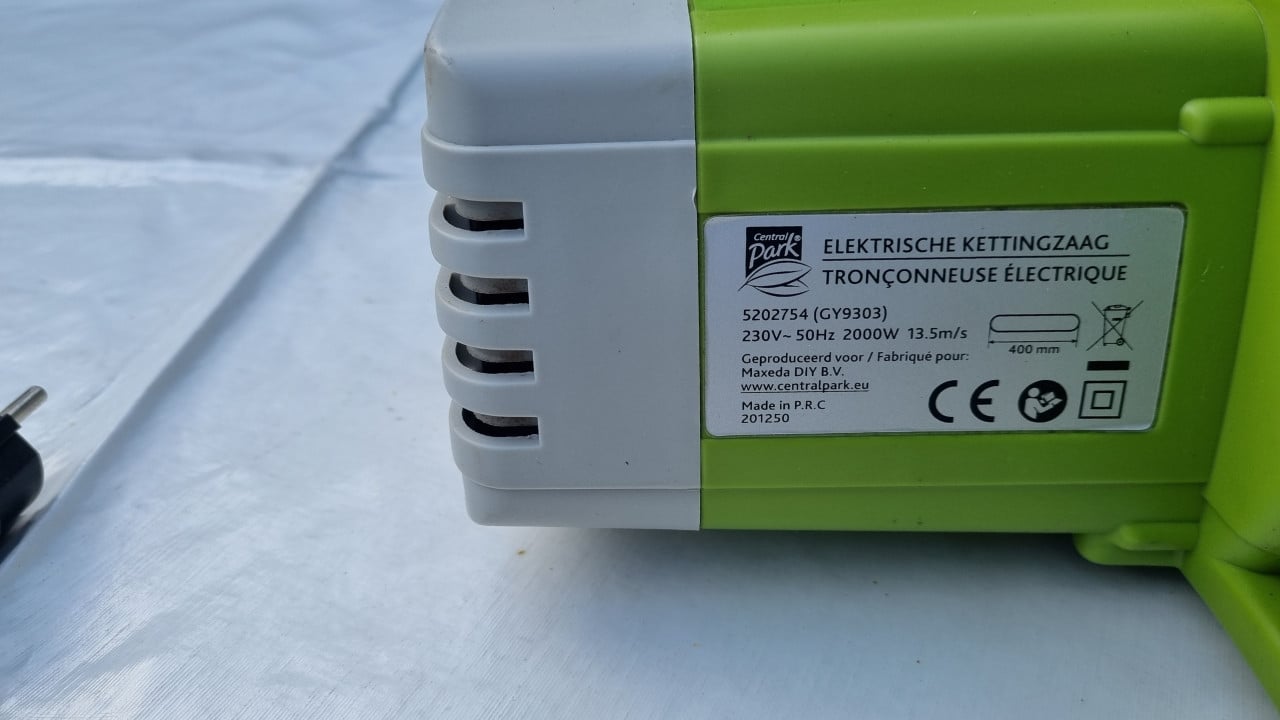 Central
Park®
ELEKTRISCHE KETTINGZAAG
TRONÇONNEUSE ÉLECTRIQUE
5202754 (GY9303)
230V~ 50Hz 2000W 13.5m/s
400 mm
Geproduceerd voor / Fabriqué pour:
Maxeda DIY B.V.
www.centralpark.eu
Made in P.R.C
201250
CE